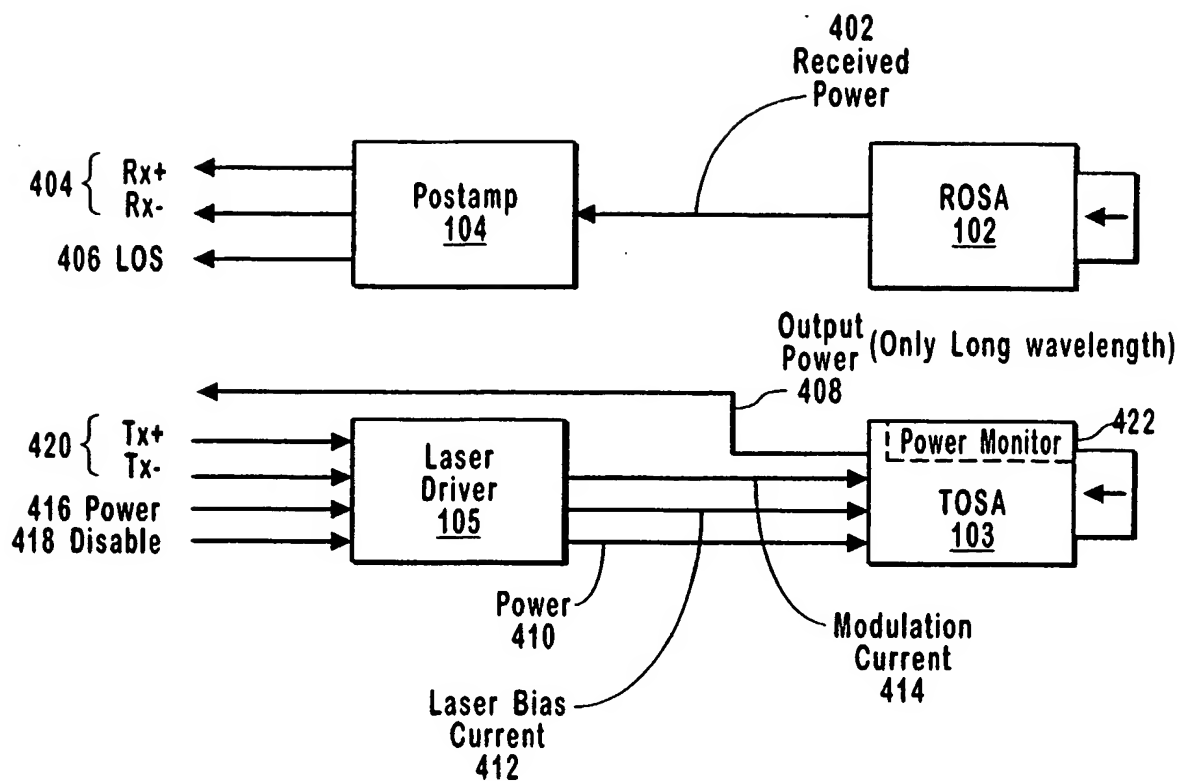 402
Received
Power
404 { Rx+
Rx-
406 LOS
Postamp
104
ROSA
102
Output
Power
408
(Only Long wavelength)
420 { Tx+
Tx-
416 Power
418 Disable
Laser
Driver
105
Power Monitor
422
TOSA
103
Power
410
Modulation
Current
414
Laser Bias
Current
412